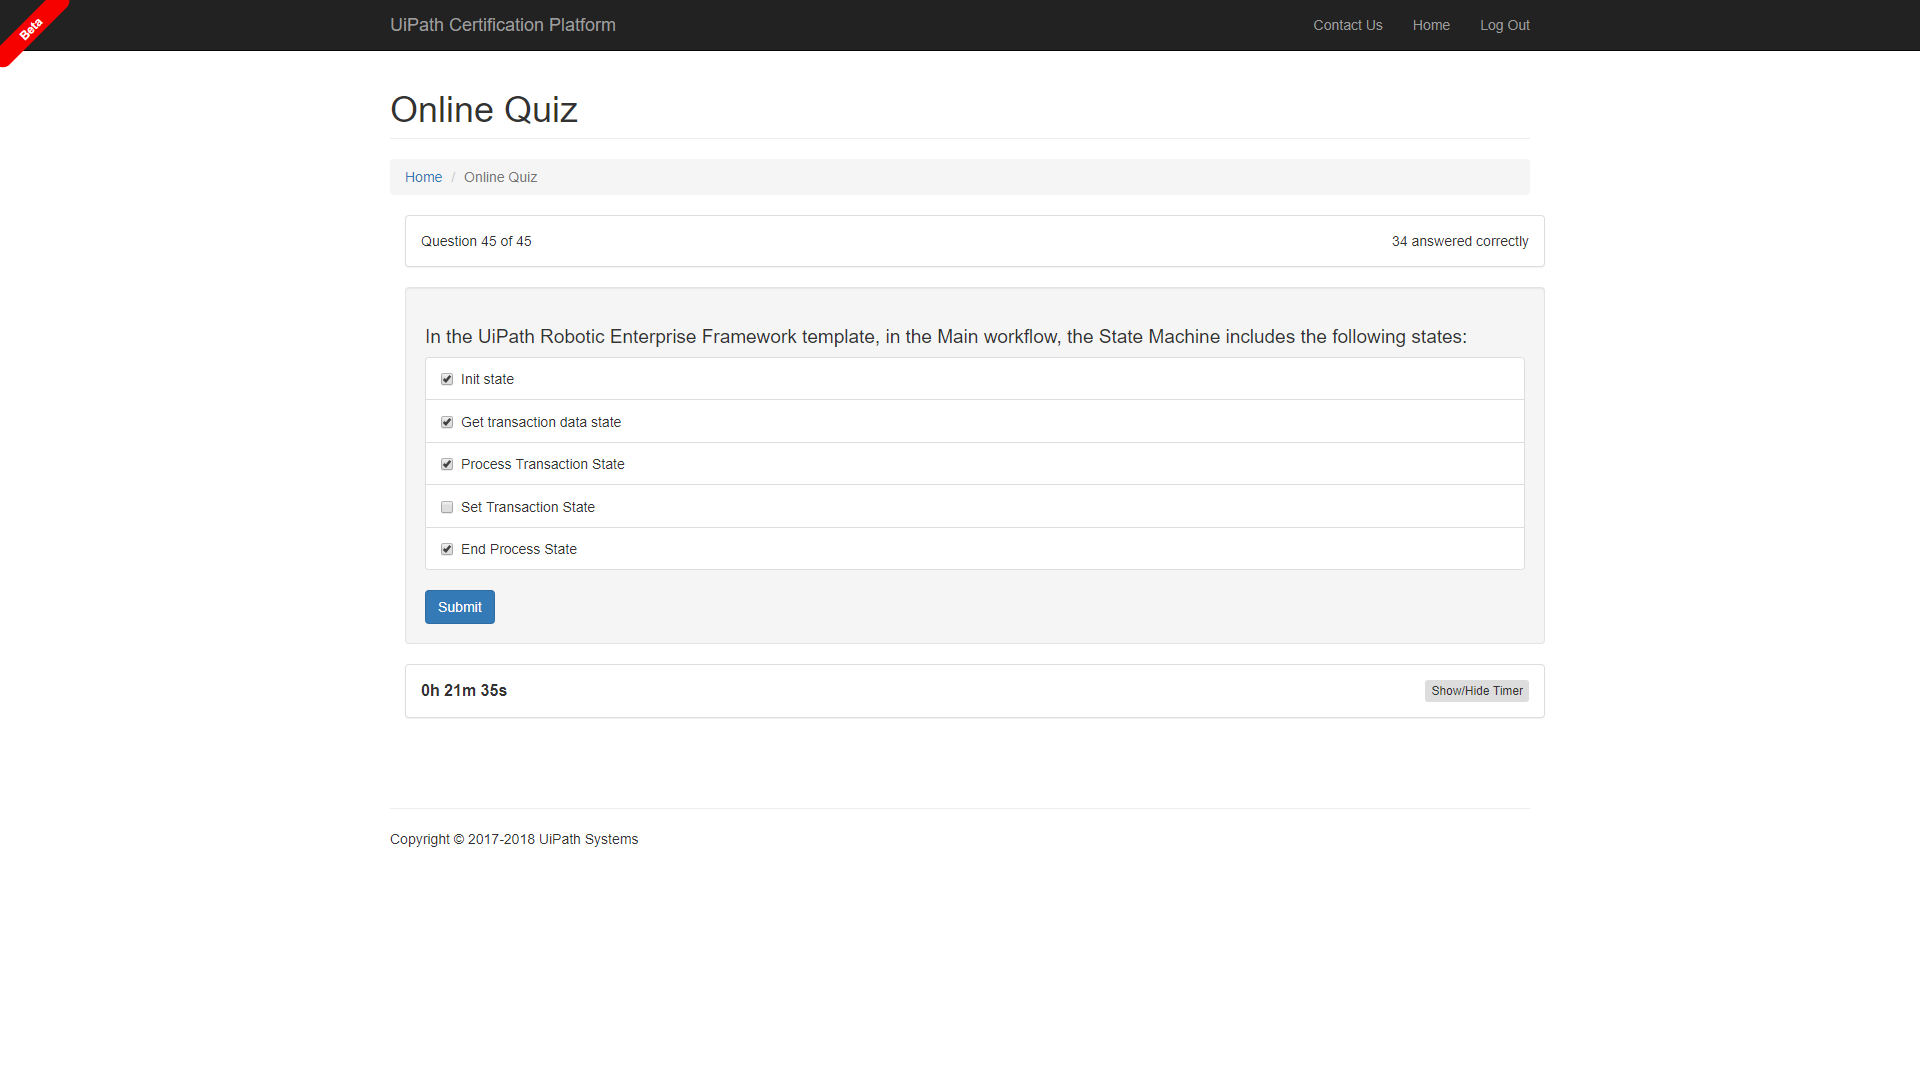 Beta
UiPath Certification Platform
Contact Us Home Log Out
Online Quiz
Home / Online Quiz
Question 45 of 45 34 answered correctly
In the UiPath Robotic Enterprise Framework template, in the Main workflow, the State Machine includes the following states:
Init state
Get transaction data state
Process Transaction State
Set Transaction State
End Process State
Submit
0h 21m 35s Show/Hide Timer
Copyright © 2017-2018 UiPath Systems